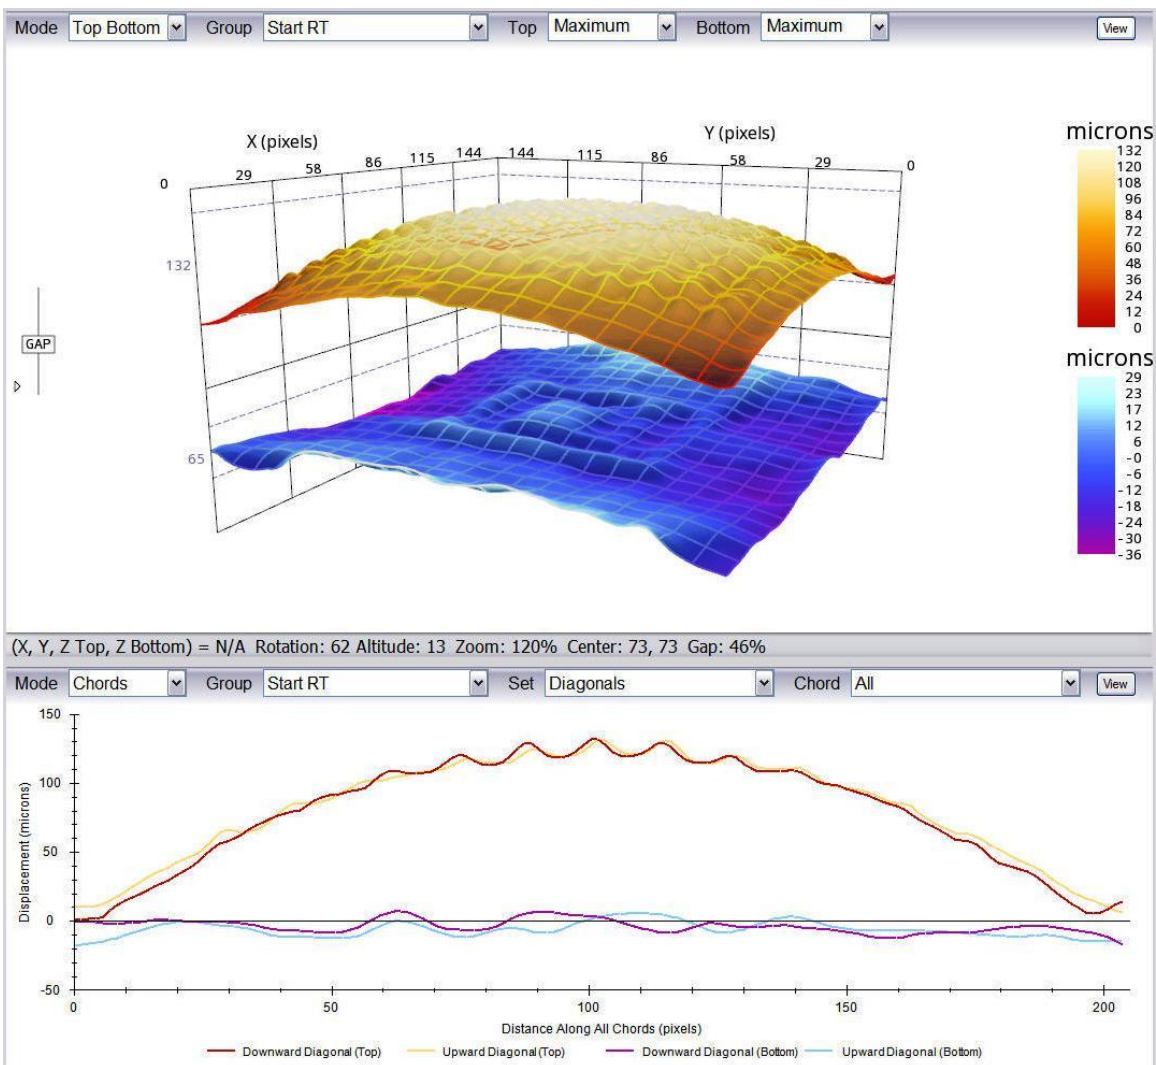 Mode Top Bottom Group Start RT Top Maximum Bottom Maximum View
X (pixels)
Y (pixels)
0 29 58 86 115 144 144 115 86 58 29 0
132
65
GAP
microns
132
120
108
96
84
72
60
48
36
24
12
0
microns
29
23
17
12
6
-0
-6
-12
-18
-24
-30
-36
(X, Y, Z Top, Z Bottom) = N/A Rotation: 62 Altitude: 13 Zoom: 120% Center: 73, 73 Gap: 46%
Mode Chords Group Start RT Set Diagonals Chord All View
Displacement (microns)
150
100
50
0
-50
0 50 100 150 200
Distance Along All Chords (pixels)
Downward Diagonal (Top) Upward Diagonal (Top) Downward Diagonal (Bottom) Upward Diagonal (Bottom)